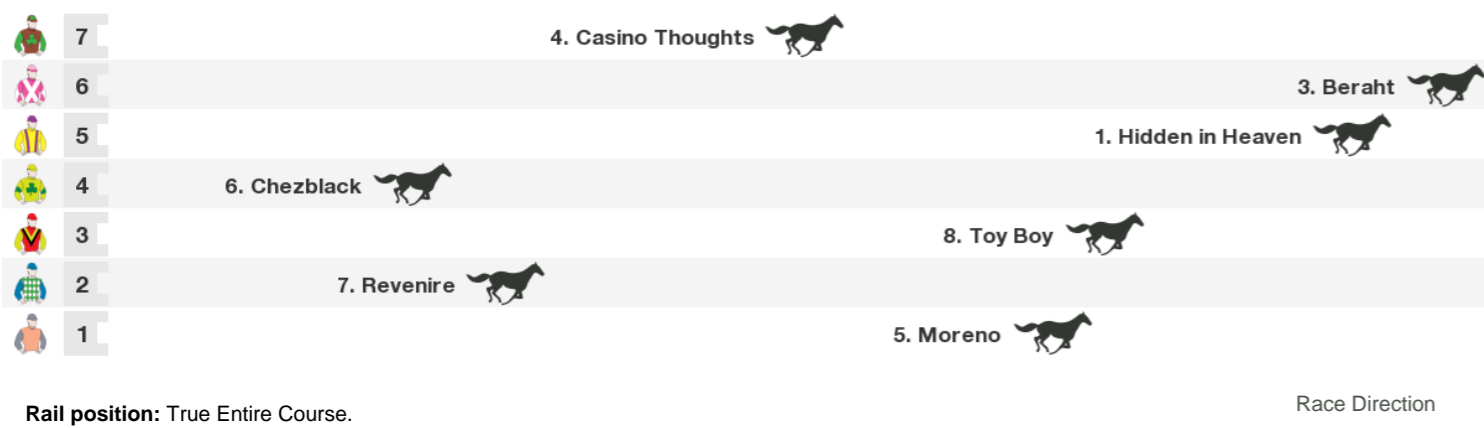 7 4. Casino Thoughts
6 3. Beraht
5 1. Hidden in Heaven
4 6. Chezblack
3 8. Toy Boy
2 7. Revenire
1 5. Moreno
Rail position: True Entire Course.
Race Direction